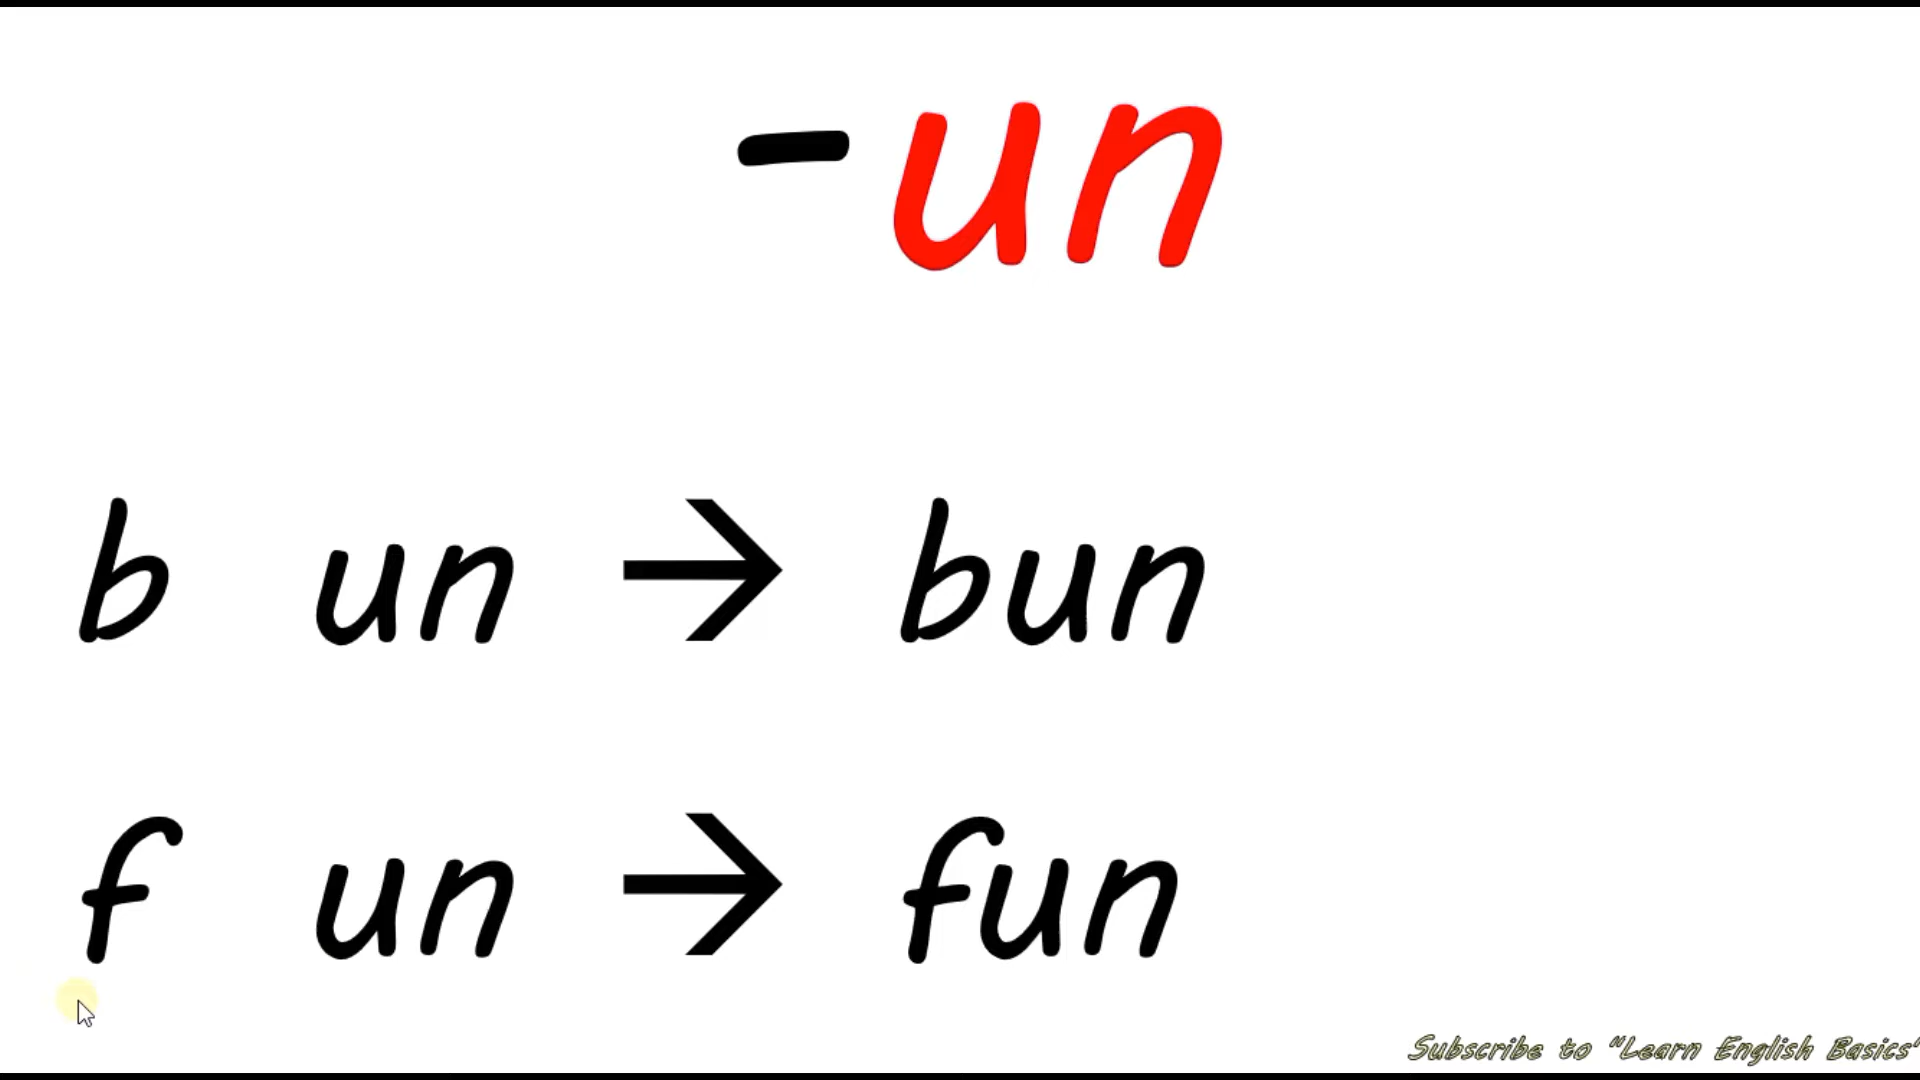 -un
b un → bun
f un → fun
Subscribe to "Learn English Basics"